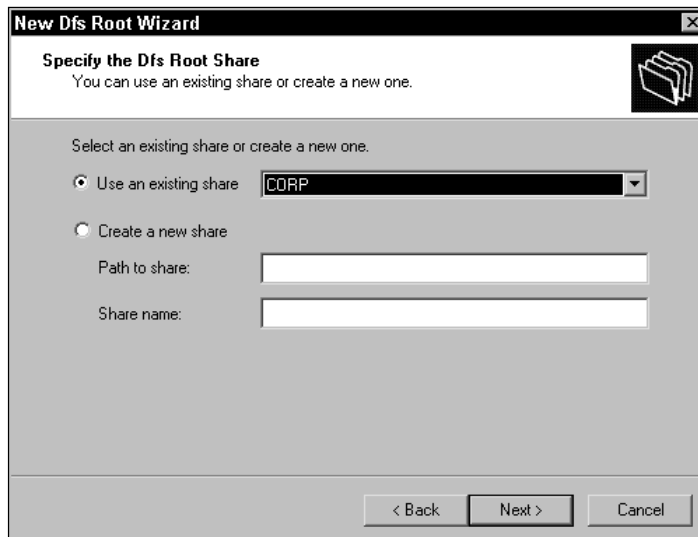 New Dfs Root Wizard
Specify the Dfs Root Share
You can use an existing share or create a new one.
Select an existing share or create a new one.
Use an existing share CORP
Create a new share
Path to share:
Share name:
< Back Next > Cancel